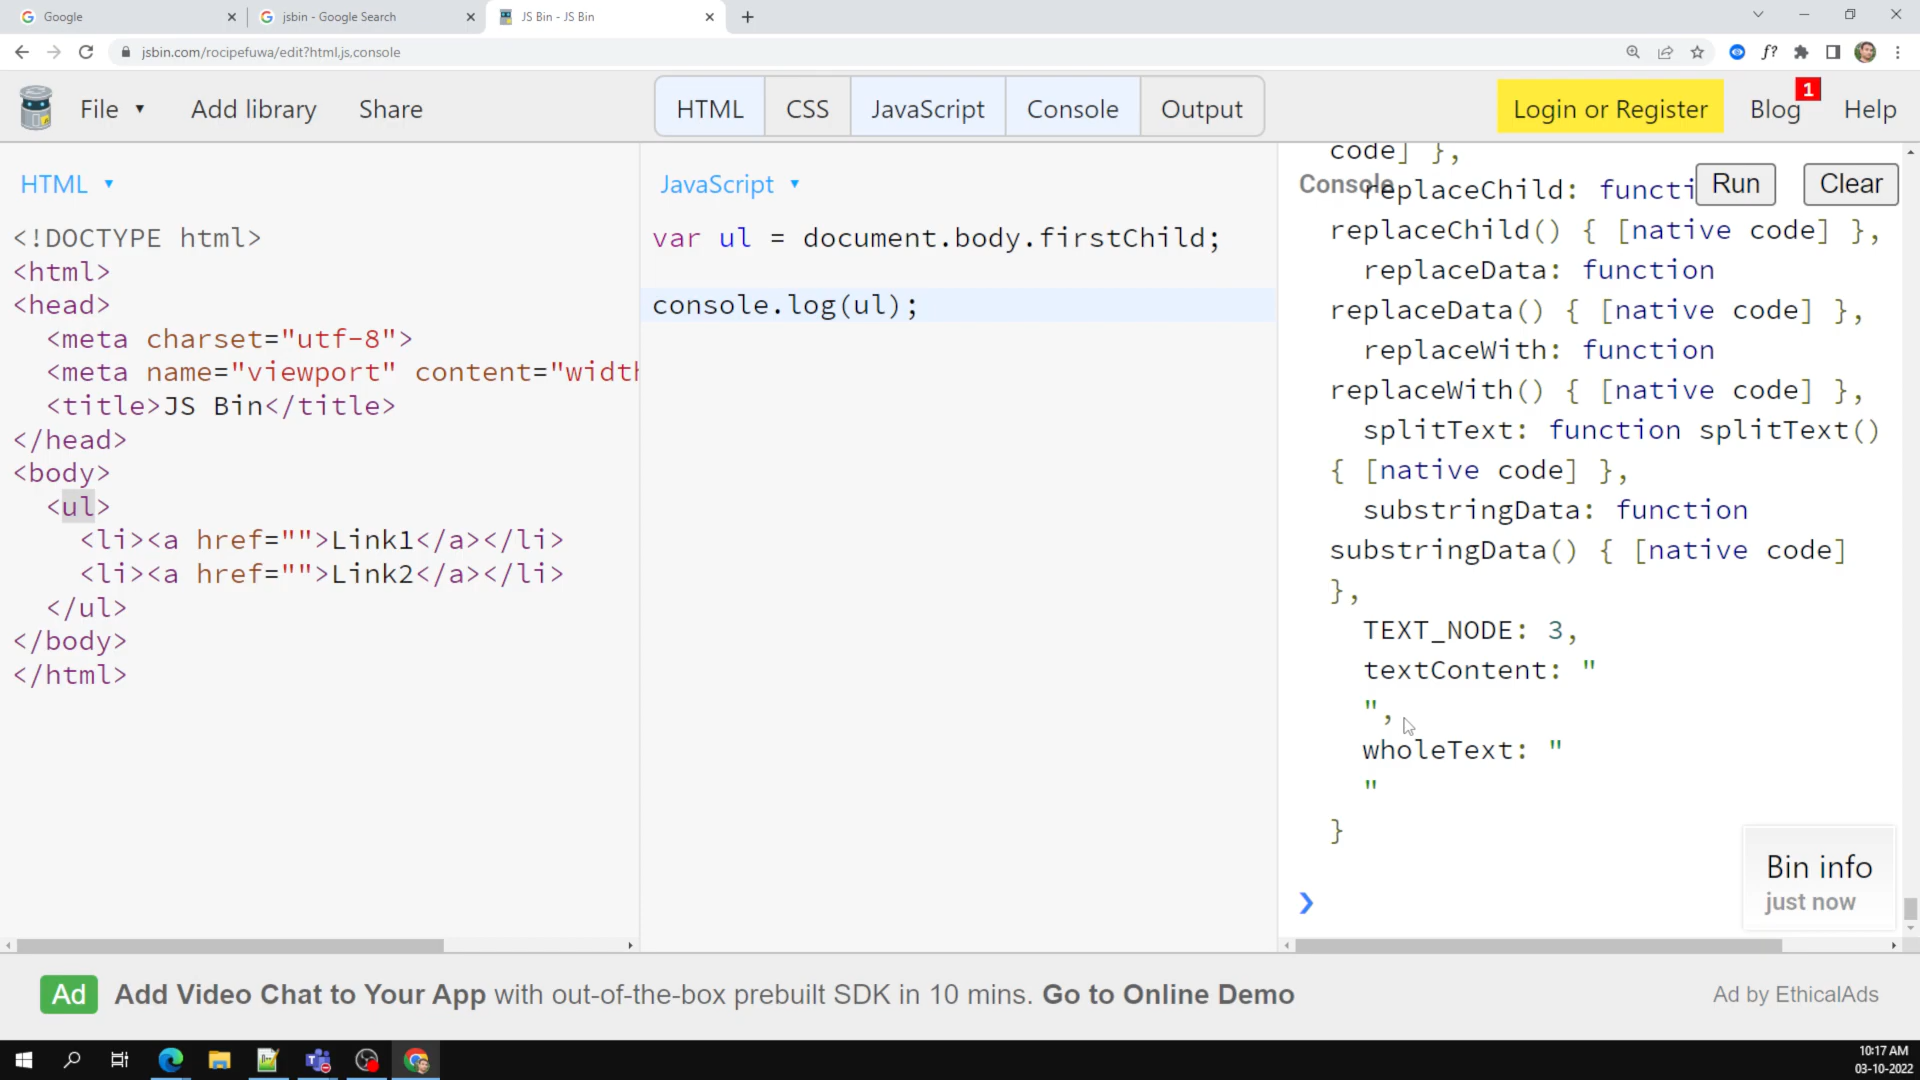 Google
jsbin - Google Search
JS Bin - JS Bin
jsbin.com/rocipefuwa/edit?html,js,console
f?
File
Add library
Share
HTML
CSS
JavaScript
Console
Output
Login or Register
Blog
1
Help
HTML
<!DOCTYPE html>
<html>
<head>
<meta charset="utf-8">
<meta name="viewport" content="width
<title>JS Bin</title>
</head>
<body>
<ul>
<li><a href="">Link1</a></li>
<li><a href="">Link2</a></li>
</ul>
</body>
</html>
JavaScript
var ul = document.body.firstChild;
console.log(ul);
Console
Run
Clear
code] },
replaceChild: functi
replaceChild() { [native code] },
replaceData: function
replaceData() { [native code] },
replaceWith: function
replaceWith() { [native code] },
splitText: function splitText()
{ [native code] },
substringData: function
substringData() { [native code]
},
TEXT_NODE: 3,
textContent: "
",
wholeText: "
"
}
Bin info
just now
Ad
Add Video Chat to Your App with out-of-the-box prebuilt SDK in 10 mins. Go to Online Demo
Ad by EthicalAds
10:17 AM
03-10-2022